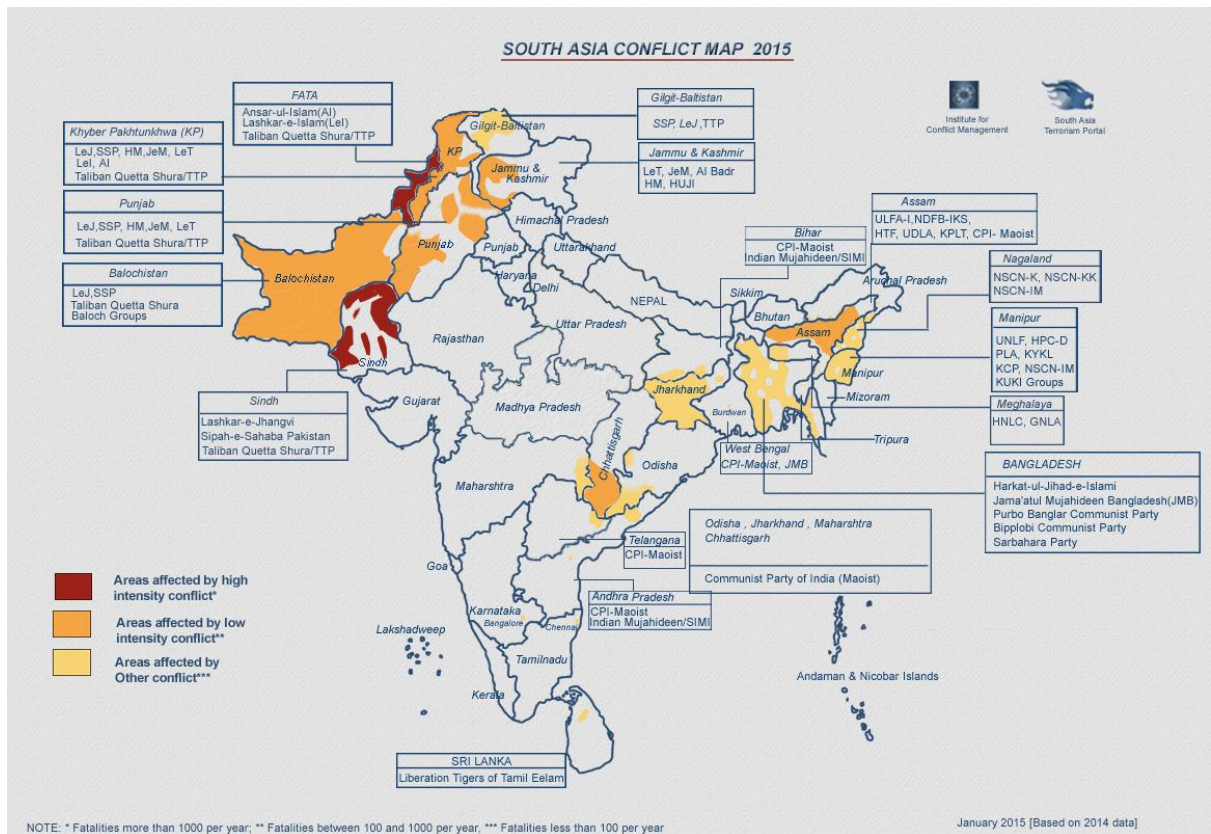 SOUTH ASIA CONFLICT MAP 2015
Institute for
Conflict Management
South Asia
Terrorism Portal
FATA
Ansar-ul-Islam(AI)
Lashkar-e-Islam(LeI)
Taliban Quetta Shura/TTP
Gilgit-Baltistan
SSP, LeJ ,TTP
Khyber Pakhtunkhwa (KP)
LeJ,SSP, HM,JeM, LeT
LeI, AI
Taliban Quetta Shura/TTP
Jammu & Kashmir
LeT, JeM, Al Badr
HM, HUJI
Punjab
LeJ,SSP, HM,JeM, LeT
Taliban Quetta Shura/TTP
Assam
ULFA-I,NDFB-IKS,
HTF, UDLA, KPLT, CPI- Maoist
Bihar
CPI-Maoist
Indian Mujahideen/SIMI
Nagaland
NSCN-K, NSCN-KK
NSCN-IM
Balochistan
LeJ,SSP
Taliban Quetta Shura
Baloch Groups
Manipur
UNLF, HPC-D
PLA, KYKL
KCP, NSCN-IM
KUKI Groups
Sindh
Lashkar-e-Jhangvi
Sipah-e-Sahaba Pakistan
Taliban Quetta Shura/TTP
Meghalaya
HNLC, GNLA
West Bengal
CPI-Maoist, JMB
BANGLADESH
Harkat-ul-Jihad-e-Islami
Jama'atul Mujahideen Bangladesh(JMB)
Purbo Banglar Communist Party
Bipplobi Communist Party
Sarbahara Party
Odisha , Jharkhand , Maharshtra
Chhattisgarh
Communist Party of India (Maoist)
Telangana
CPI-Maoist
Andhra Pradesh
CPI-Maoist
Indian Mujahideen/SIMI
SRI LANKA
Liberation Tigers of Tamil Eelam
Gilgit-Baltistan
KP
Jammu &
Kashmir
Himachal Pradesh
Punjab
Punjab
Uttarakhand
Balochistan
Haryana
Delhi
NEPAL
Sikkim
Bhutan
Aruchal Pradesh
Assam
Rajasthan
Uttar Pradesh
Sindh
Manipur
Mizoram
Tripura
Gujarat
Madhya Pradesh
Jharkhand
Burdwan
Chhattisgarh
Odisha
Maharshtra
Goa
Karnataka
Bangalore
Chennai
Lakshadweep
Tamilnadu
Kerala
Andaman & Nicobar Islands
Areas affected by high
intensity conflict*
Areas affected by low
intensity conflict**
Areas affected by
Other conflict***
NOTE: * Fatalities more than 1000 per year; ** Fatalities between 100 and 1000 per year, *** Fatalities less than 100 per year
January 2015 [Based on 2014 data]